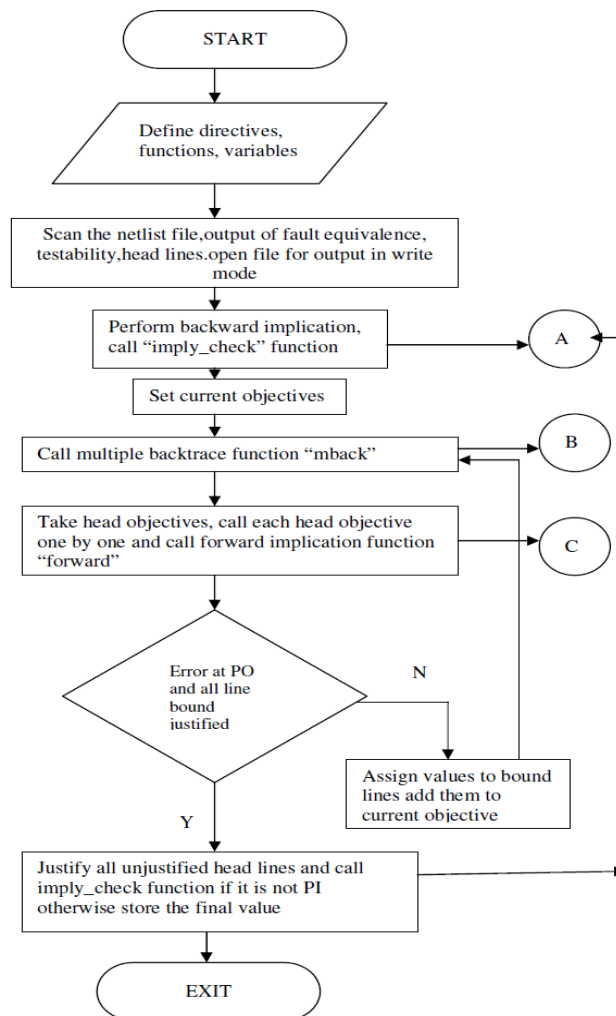 START
Define directives,
functions, variables
Scan the netlist file,output of fault equivalence,
testability,head lines.open file for output in write
mode
Perform backward implication,
call “imply_check” function
A
Set current objectives
Call multiple backtrace function “mback”
B
Take head objectives, call each head objective
one by one and call forward implication function
“forward”
C
Error at PO
and all line
bound
justified
N
Assign values to bound
lines add them to
current objective
Y
Justify all unjustified head lines and call
imply_check function if it is not PI
otherwise store the final value
EXIT